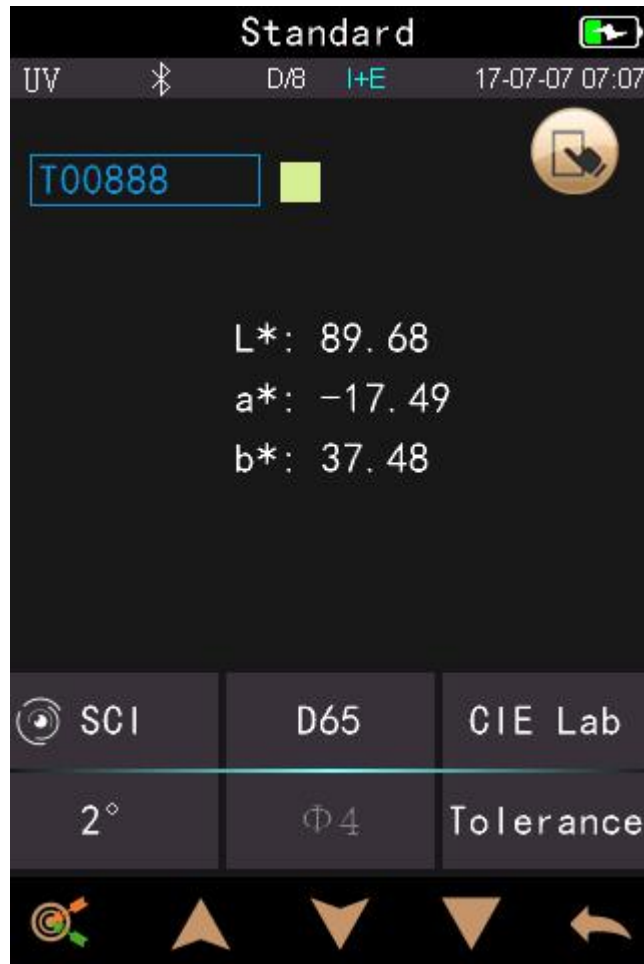 Standard
UV D/8 I+E 17-07-07 07:07
T00888
L*: 89.68
a*: -17.49
b*: 37.48
SCI D65 CIE Lab
2° Φ4 Tolerance